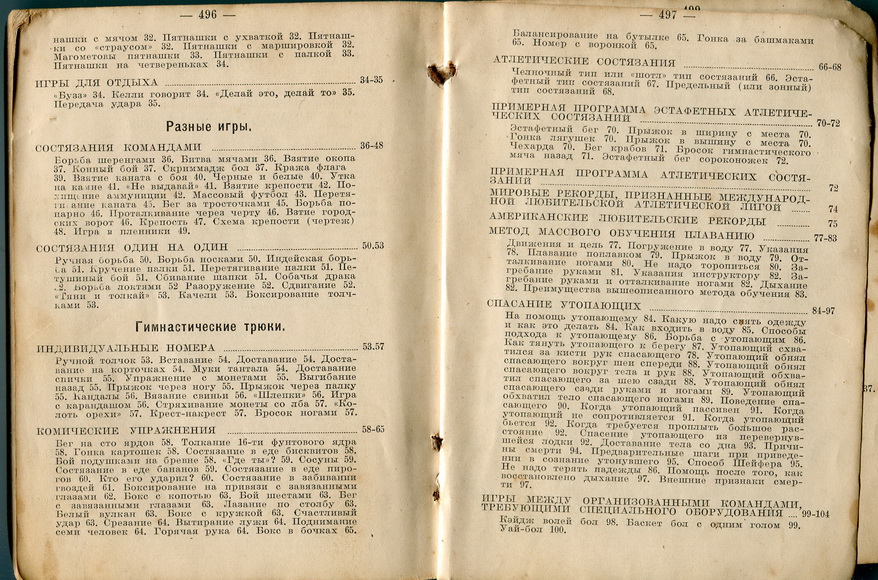 — 496 —
нашки с мячом 32. Пятнашки с ухваткой 32. Пятнаш-
ки со «страусом» 32. Пятнашки с маршировкой 32.
Магометовы пятнашки 33. Пятнашки с палкой 33.
Пятнашки на четвереньках 34.
ИГРЫ ДЛЯ ОТДЫХА 34-35
«Бузз» 34. Келли говорит 34. «Делай это, делай то» 35.
Передача удара 35.
Разные игры.
СОСТЯЗАНИЯ КОМАНДАМИ 36-48
Борьба шеренгами 36. Битва мячами 36. Взятие окопа
37. Конный бой 37. Скриммадж бол 37. Кража флага
39. Взятие каната с боя 40. Черные и белые 40. Утка
на камне 41. «Не выдавай» 41. Взятие крепости 42. По-
хищение аммуниции 42. Массовый футбол 43. Перетя-
гивание каната 45. Бег за тросточками 45. Борьба по-
парно 46. Проталкивание через черту 46. Взтие город-
ских ворот 46. Крепость 47. Схема крепости (чертеж)
48. Игра в пленники 49.
СОСТЯЗАНИЯ ОДИН НА ОДИН 50,53
Ручная борьба 50. Борьба носками 50. Индейская борь-
ба 51. Кручение палки 51. Перетягивание палки 51. Пе-
тушиный бой 51. Сбивание шапки 51. Собачья драка
52. Борьба локтями 52 Разоружение 52. Сдвигание 52.
«Тяни и толкай» 53. Качели 53. Боксирование толч-
ками 53.
Гимнастические трюки.
ИНДИВИДУАЛЬНЫЕ НОМЕРА 53.57
Ручной толчок 53. Вставание 54. Доставание 54. Доста-
вание на корточках 54. Муки тантала 54. Доставание
спички 55. Упражнение с монетами 55. Выгибание
назад 55. Прыжок через ногу 55. Прыжок через палку
55. Кандалы 56. Вязание свиньи 56. «Шлепки» 56. Игра
с карандашом 56. Стряхивание монеты со лба 57. «Ко-
лоть орехи» 57. Крест-накрест 57. Бросок ногами 57.
КОМИЧЕСКИЕ УПРАЖНЕНИЯ 58-65
Бег на сто ярдов 58. Толкание 16-ти фунтового ядра
58. Гонка картошек 58. Состязание в еде бисквитов 58.
Бой подушками на бревне 58. «Где ты»? 59. Сосуны 59.
Состязание в еде бананов 59. Состязание в еде пиро-
гов 60. Кто его ударил? 60. Состязание в забивании
гвоздей 61. Боксирование на привязи с завязанными
глазами 62. Бокс с копотью 63. Бой шестами 63. Бег
с завязанными глазами 63. Лазание по столбу 63.
Белый вулкан 63. Бокс с кружкой 63. Счастливый
удар 63. Срезание 64. Вытирание лужи 64. Поднимание
семи человек 64. Горячая рука 64. Бокс в бочках 65.
— 497 —
Балансирование на бутылке 65. Гонка за башмаками
65. Номер с воронкой 65.
АТЛЕТИЧЕСКИЕ СОСТЯЗАНИЯ 66-68
Челночный тип или «шотл» тип состязаний 66. Эста-
фетный тип состязаний 67. Предельный (или зонный)
тип состязаний 68.
ПРИМЕРНАЯ ПРОГРАММА ЭСТАФЕТНЫХ АТЛЕТИЧЕ-
ЧЕСКИХ СОСТЯЗАНИЙ 70-72
Эстафетный бег 70. Прыжок в ширину с места 70.
Гонка лягушек 70. Прыжок в вышину с места 70.
Чехарда 70. Бег крабов 71. Бросок гимнастического
мяча назад 71. Эстафетный бег сороконожек 72.
ПРИМЕРНАЯ ПРОГРАММА АТЛЕТИЧЕСКИХ СОСТЯ-
ЗАНИЙ 72
МИРОВЫЕ РЕКОРДЫ, ПРИЗНАННЫЕ МЕЖДУНАРОД-
НОЙ ЛЮБИТЕЛЬСКОЙ АТЛЕТИЧЕСКОЙ ЛИГОЙ 74
АМЕРИКАНСКИЕ ЛЮБИТЕЛЬСКИЕ РЕКОРДЫ 75
МЕТОД МАССВОГО ОБУЧЕНИЯ ПЛАВАНИЮ 77-83
Движения и цель 77. Погружение в воду 77. Указания
78. Плавание поплавком 79. Прыжок в воду 79. От-
талкивание ногами 80. Не надо торопиться 80. За-
гребание руками 81. Указания инструктору 82. За-
гребание руками и отталкивание ногами 82. Дыхание
82. Преимущества вышеописанного метода обучения 83.
СПАСАНИЕ УТОПАЮЩИХ 84-97
На помощь утопающему 84. Какую надо снять одежду
и как это делать 84. Как входить в воду 85. Способы
подхода к утопающему 86. Борьба с утопающим 86.
Как тянуть утопающего к берегу 87. Утопающий схва-
тился за кисти рук спасающего 78. Утопающий обнял
спасающего вокруг шеи спереди 88. Утопающий обнял
спасающего вокруг тела и рук 88. Утопающий обхва-
тил спасающего за шею сзади 88. Утопающий обнял
спасающего сзади руками и ногами 89. Утопающий
обхватил тело спасающего ногами 89. Поведение спа-
сающего 90. Когда утопающий пассивен 91. Когда
утопающий не сопротивляется 91. Когда утопающий
бьется 92. Когда требуется проплыть большое рас-
стояние 92. Спасение утопающего из перевернув-
шейся лодки 92. Доставание тела со дна 93. Причи-
ны смерти 94. Предварительные шаги при приведе-
нии в сознание утонувшего 95. Способ Шейфера 95.
Не надо терять надежды 86. Помощь после того, как
восстановлено дыхание 97. Внешние признаки смер-
ти 97.
ИГРЫ МЕЖДУ ОРГАНИЗОВАННЫМИ КОМАНДАМИ,
ТРЕБУЮЩИМИ СПЕЦИАЛЬНОГО ОБОРУДОВАНИЯ 99-104
Кэйдж волей бол 98. Баскет бол с одним голом 99.
Уай-бол 100.
37.